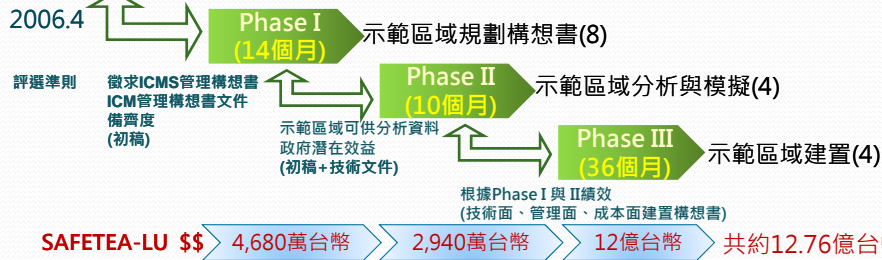 2006.4
Phase I
(14個月)
示範區域規劃構想書(8)
評選準則
徵求ICMS管理構想書
ICM管理構想書文件
備齊度
(初稿)
Phase II
(10個月)
示範區域分析與模擬(4)
示範區域可供分析資料
政府潛在效益
(初稿+技術文件)
Phase III
(36個月)
示範區域建置(4)
根據Phase I 與 II績效
(技術面、管理面、成本面建置構想書)
SAFETEA-LU $$
4,680萬台幣
2,940萬台幣
12億台幣
共約12.76億台